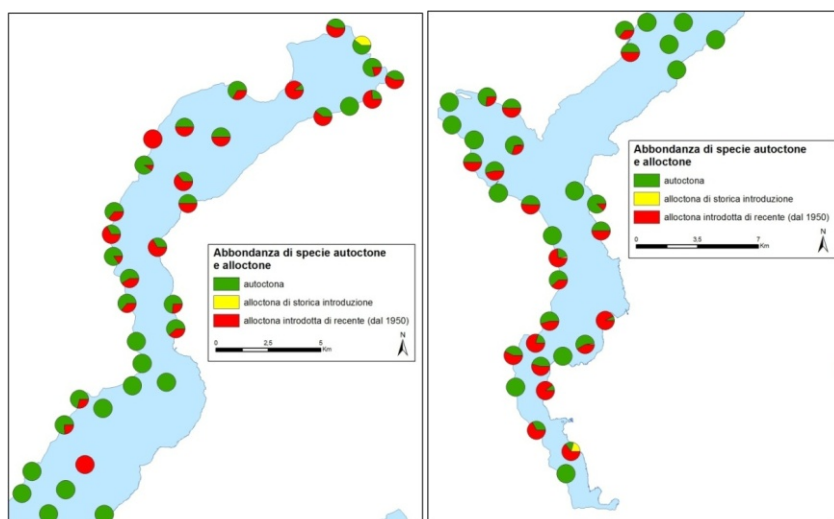 Abbondanza di specie autoctone
e alloctone
autoctona
alloctona di storica introduzione
alloctona introdotta di recente (dal 1950)
0 2,5 5
Km
N
Abbondanza di specie autoctone
e alloctone
autoctona
alloctona di storica introduzione
alloctona introdotta di recente (dal 1950)
0 3,5 7
Km
N